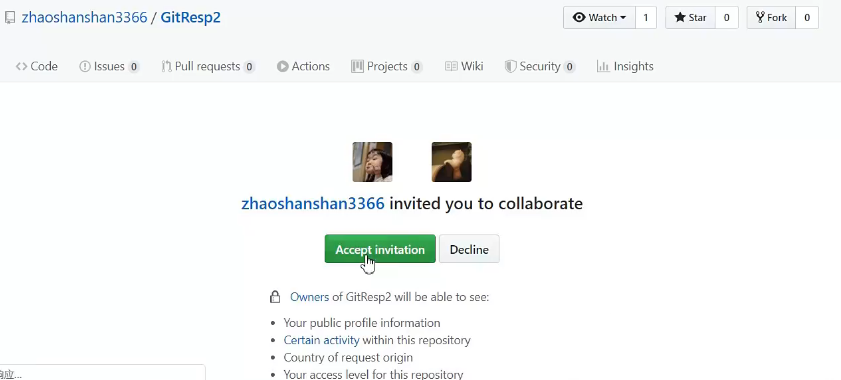 zhaoshanshan3366 / GitResp2
Watch 1 Star 0 Fork 0
Code Issues 0 Pull requests 0 Actions Projects 0 Wiki Security 0 Insights
zhaoshanshan3366 invited you to collaborate
Accept invitation Decline
Owners of GitResp2 will be able to see:
Your public profile information
Certain activity within this repository
Country of request origin
Your access level for this repository
应...